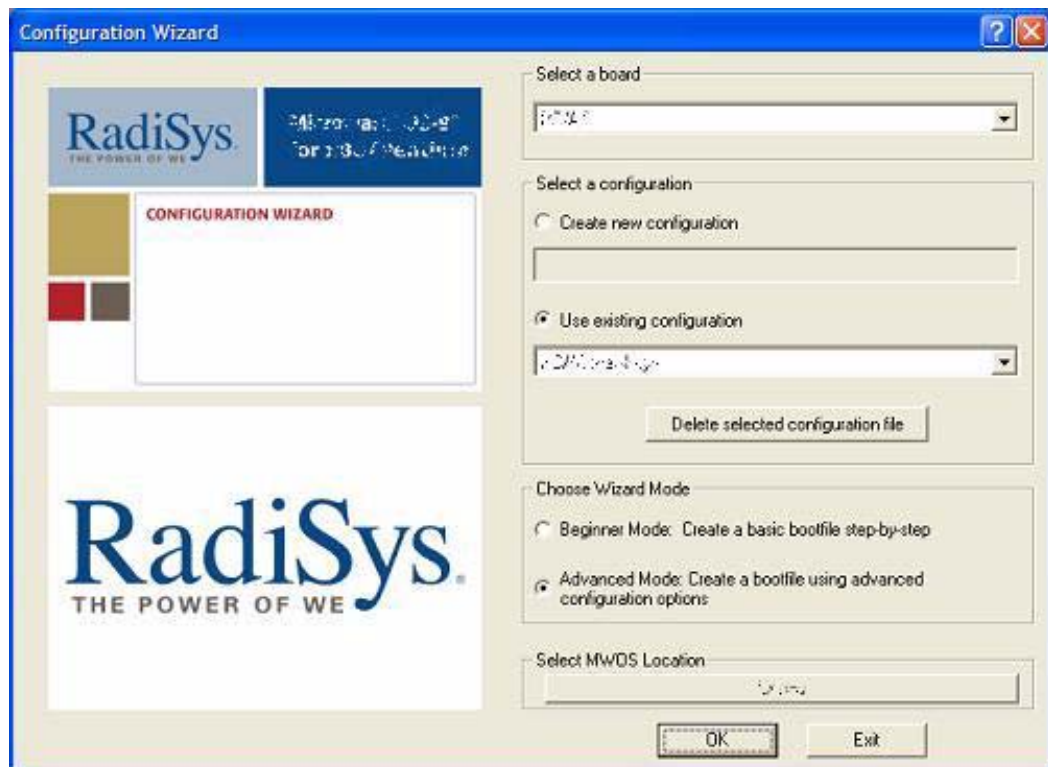 Configuration Wizard
RadiSys.
THE POWER OF WE
CONFIGURATION WIZARD
RadiSys.
THE POWER OF WE
Select a board
Select a configuration
Create new configuration
Use existing configuration
Delete selected configuration file
Choose Wizard Mode
Beginner Mode: Create a basic bootfile step-by-step
Advanced Mode: Create a bootfile using advanced
configuration options
Select MWOS Location
OK
Exit